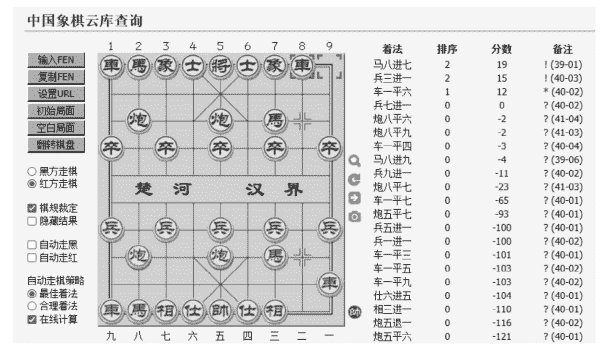 中国象棋云库查询
1 2 3 4 5 6 7 8 9
輸入FEN
复制FEN
设置URL
初始局面
空白局面
翻转棋盘
黑方走棋
红方走棋
棋规裁定
隐藏结果
自动走黑
自动走红
自动走棋策略
最佳着法
合理着法
在线计算
車 馬 象 士 将 士 象 車
炮 炮 馬
卒 卒 卒 卒 卒
楚 河 汉 界
兵 兵 兵 兵 兵
炮 炮 馬
車
車 馬 相 仕 帥 仕 相
帥
九 八 七 六 五 四 三 二 一
着法 排序 分数 备注
马八进七 2 19 ! (39-01)
兵三进一 2 15 ! (40-03)
车一平六 1 12 * (40-02)
兵七进一 0 0 ? (40-02)
炮八平六 0 -2 ? (41-04)
炮八平九 0 -2 ? (41-03)
车一平四 0 -3 ? (40-04)
马八进九 0 -4 ? (39-06)
兵九进一 0 -11 ? (40-02)
炮八平七 0 -23 ? (41-03)
车一平七 0 -65 ? (40-01)
炮五平七 0 -93 ? (40-01)
兵五进一 0 -100 ? (40-01)
兵一进一 0 -100 ? (40-02)
车一平三 0 -101 ? (40-01)
车一平五 0 -103 ? (40-02)
车一平九 0 -103 ? (40-02)
仕六进五 0 -104 ? (40-01)
相三进一 0 -110 ? (40-01)
炮五退一 0 -116 ? (40-02)
炮五平六 0 -121 ? (40-01)